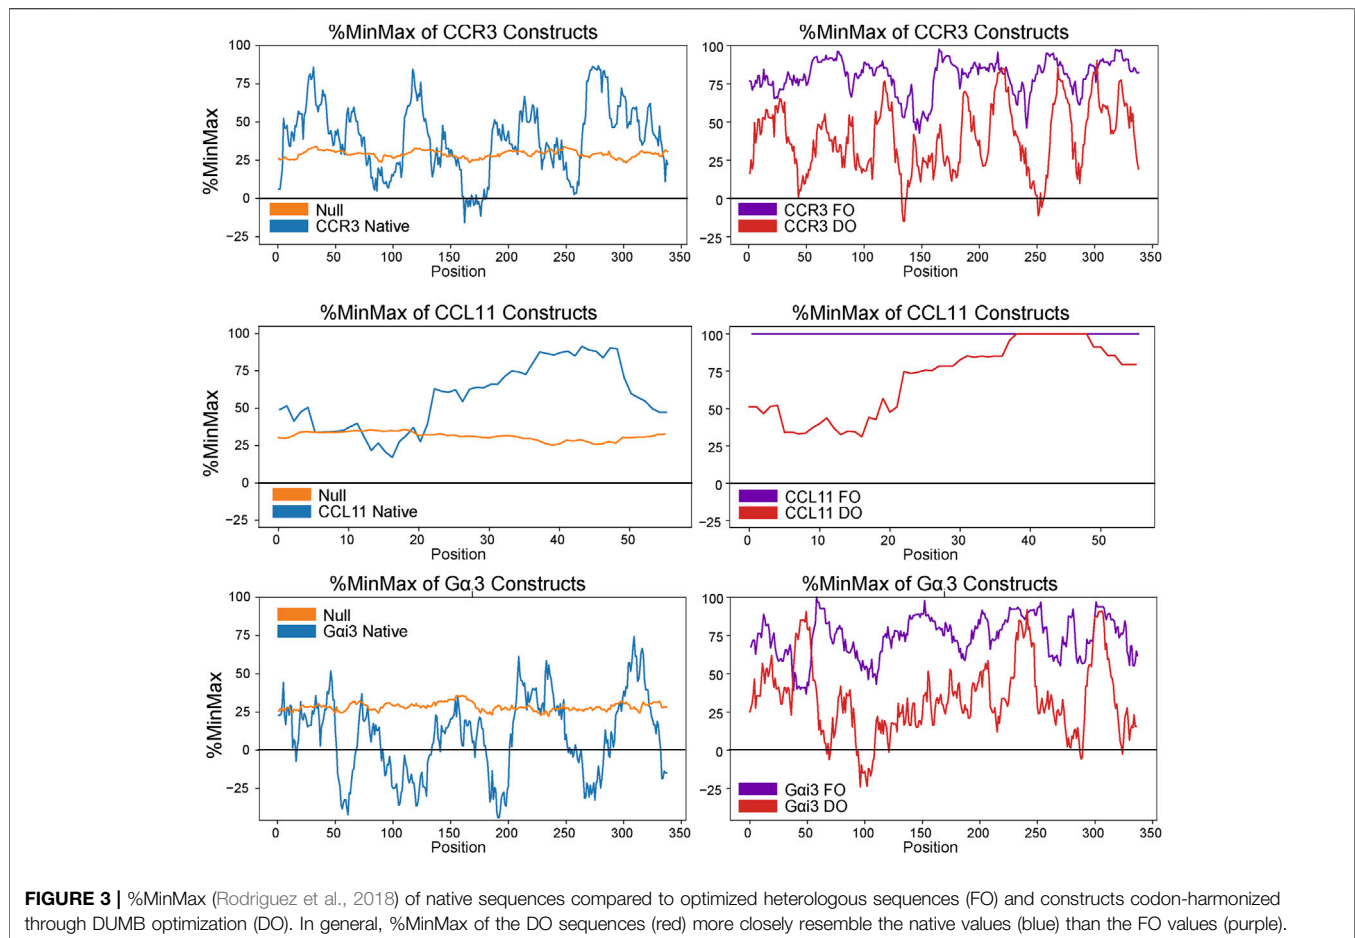 %MinMax of CCR3 Constructs
%MinMax
100
75
50
25
0
−25
Null
CCR3 Native
0 50 100 150 200 250 300 350
Position
%MinMax of CCR3 Constructs
100
75
50
25
0
−25
CCR3 FO
CCR3 DO
0 50 100 150 200 250 300 350
Position
%MinMax of CCL11 Constructs
%MinMax
100
75
50
25
0
−25
Null
CCL11 Native
0 10 20 30 40 50
Position
%MinMax of CCL11 Constructs
100
75
50
25
0
−25
CCL11 FO
CCL11 DO
0 10 20 30 40 50
Position
%MinMax of Gα,3 Constructs
%MinMax
100
75
50
25
0
−25
Null
Gαi3 Native
0 50 100 150 200 250 300 350
Position
%MinMax of Gα3 Constructs
100
75
50
25
0
−25
Gαi3 FO
Gαi3 DO
0 50 100 150 200 250 300 350
Position
FIGURE 3 | %MinMax (Rodriguez et al., 2018) of native sequences compared to optimized heterologous sequences (FO) and constructs codon-harmonized
through DUMB optimization (DO). In general, %MinMax of the DO sequences (red) more closely resemble the native values (blue) than the FO values (purple).